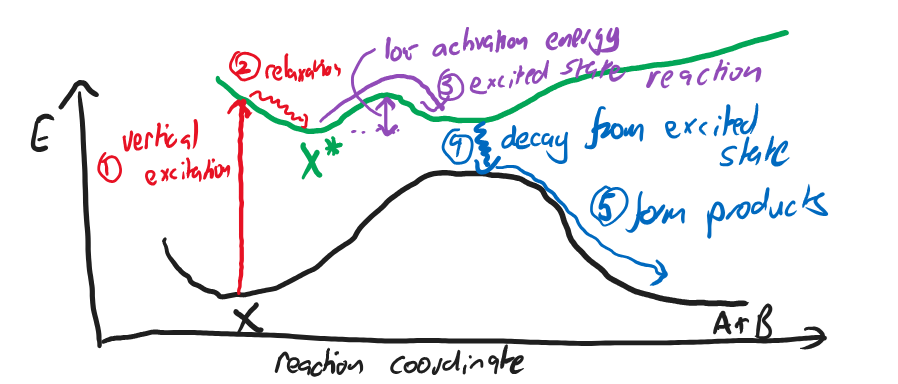 low activation energy
② relaxation
③ excited state
reaction
E
① vertical
excitation
X*
④ decay from excited
state
⑤ form products
X
A+B
reaction coordinate